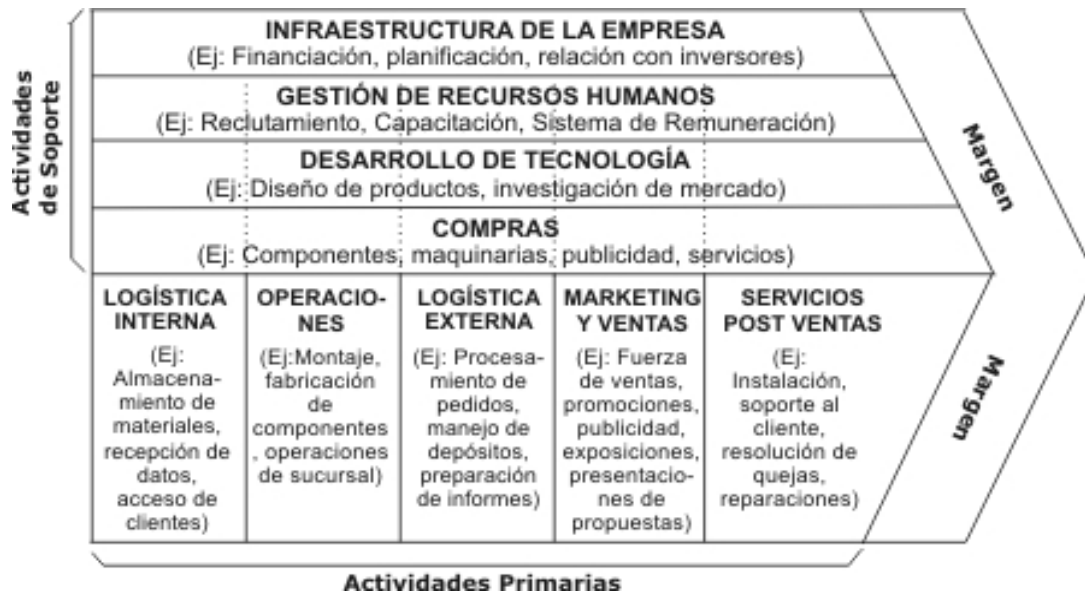 Actividades
de Soporte
INFRAESTRUCTURA DE LA EMPRESA
(Ej: Financiación, planificación, relación con inversores)
GESTIÓN DE RECURSOS HUMANOS
(Ej: Reclutamiento, Capacitación, Sistema de Remuneración)
DESARROLLO DE TECNOLOGÍA
(Ej: Diseño de productos, investigación de mercado)
COMPRAS
(Ej: Componentes, maquinarias, publicidad, servicios)
Margen
LOGÍSTICA
INTERNA
(Ej:
Almacena-
miento de
materiales,
recepción de
datos,
acceso de
clientes)
OPERACIO-
NES
(Ej:Montaje,
fabricación
de
componentes
, operaciones
de sucursal)
LOGÍSTICA
EXTERNA
(Ej: Procesa-
miento de
pedidos,
manejo de
depósitos,
preparación
de informes)
MARKETING
Y VENTAS
(Ej: Fuerza
de ventas,
promociones,
publicidad,
exposiciones,
presentacio-
nes de
propuestas)
SERVICIOS
POST VENTAS
(Ej:
Instalación,
soporte al
cliente,
resolución de
quejas,
reparaciones)
Margen
Actividades Primarias